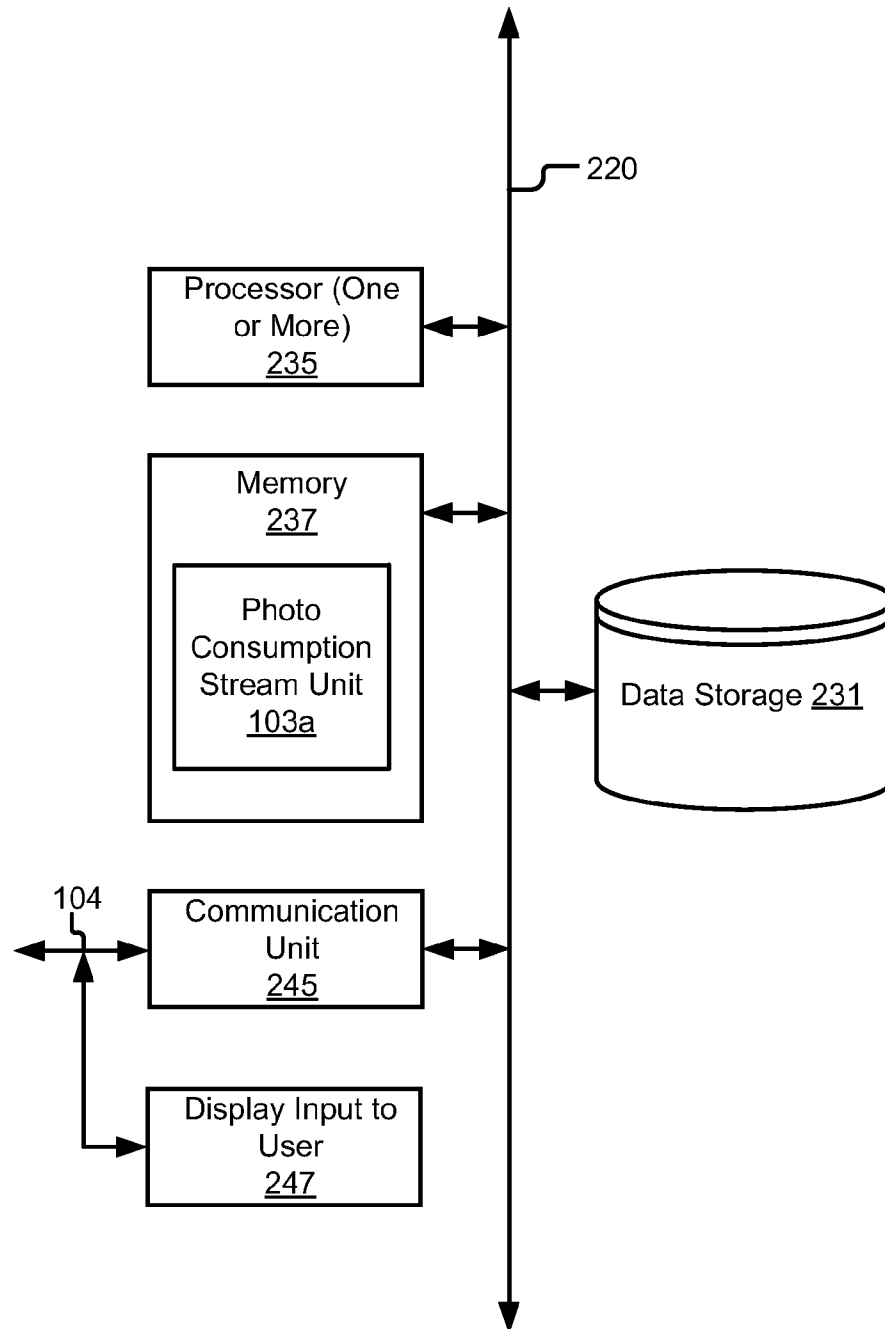 220
Processor (One
or More)
235
Memory
237
Photo
Consumption
Stream Unit
103a
Data Storage 231
104
Communication
Unit
245
Display Input to
User
247